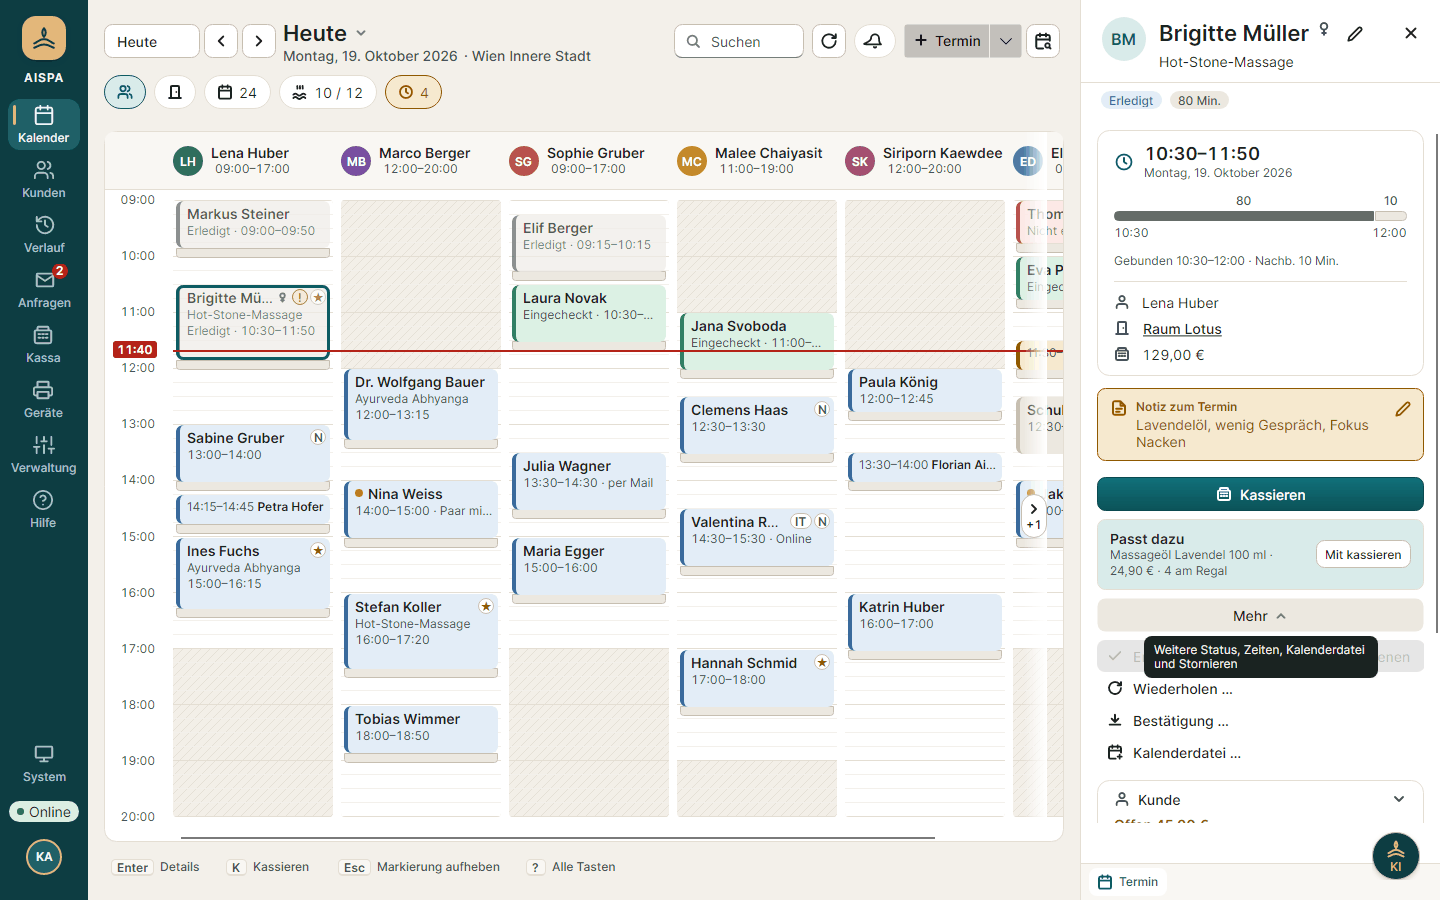 AISPA
Kalender
Kunden
Verlauf
2
Anfragen
Kassa
Geräte
Verwaltung
Hilfe
System
Online
KA
Heute
Heute
Montag, 19. Oktober 2026 · Wien Innere Stadt
Suchen
Termin
24
10 / 12
4
LH
Lena Huber
09:00–17:00
MB
Marco Berger
12:00–20:00
SG
Sophie Gruber
09:00–17:00
MC
Malee Chaiyasit
11:00–19:00
SK
Siriporn Kaewdee
12:00–20:00
ED
09:00
10:00
11:00
11:40
12:00
13:00
14:00
15:00
16:00
17:00
18:00
19:00
20:00
Markus Steiner
Erledigt · 09:00–09:50
Brigitte Mü...
Hot-Stone-Massage
Erledigt · 10:30–11:50
Sabine Gruber
N
13:00–14:00
14:15–14:45 Petra Hofer
Ines Fuchs
Ayurveda Abhyanga
15:00–16:15
Dr. Wolfgang Bauer
Ayurveda Abhyanga
12:00–13:15
Nina Weiss
14:00–15:00 · Paar mi...
Stefan Koller
Hot-Stone-Massage
16:00–17:20
Tobias Wimmer
18:00–18:50
Elif Berger
Erledigt · 09:15–10:15
Laura Novak
Eingecheckt · 10:30–...
Julia Wagner
13:30–14:30 · per Mail
Maria Egger
15:00–16:00
Jana Svoboda
Eingecheckt · 11:00–...
Clemens Haas
N
12:30–13:30
Valentina R...
IT
N
14:30–15:30 · Online
Hannah Schmid
17:00–18:00
Paula König
12:00–12:45
13:30–14:00 Florian Ai...
Katrin Huber
16:00–17:00
Thom
Nicht e
Eva P
Eingec
Schul
12:30
+1
Enter Details
K Kassieren
Esc Markierung aufheben
? Alle Tasten
BM
Brigitte Müller
Hot-Stone-Massage
Erledigt
80 Min.
10:30–11:50
Montag, 19. Oktober 2026
80
10
10:30
12:00
Gebunden 10:30–12:00 · Nachb. 10 Min.
Lena Huber
Raum Lotus
129,00 €
Notiz zum Termin
Lavendelöl, wenig Gespräch, Fokus
Nacken
Kassieren
Passt dazu
Massageöl Lavendel 100 ml ·
24,90 € · 4 am Regal
Mit kassieren
Mehr
Weitere Status, Zeiten, Kalenderdatei
und Stornieren
Wiederholen ...
Bestätigung ...
Kalenderdatei ...
Kunde
KI
Termin